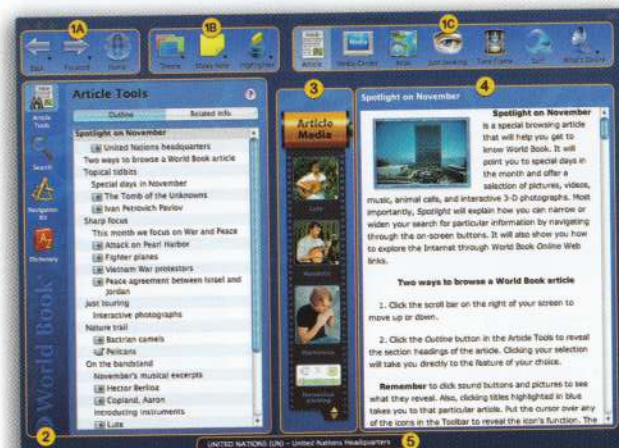 1A
1B
1C
Back
Forward
Home
Theme
Sticky Note
Highlighter
Article
Media Center
Atlas
Just Looking
Time Frame
Surf
What's Online
Article Tools
Outline
Related Info
Spotlight on November
United Nations headquarters
Two ways to browse a World Book article
Topical tidbits
Special days in November
The Tomb of the Unknowns
Ivan Petrovich Pavlov
Sharp focus
This month we focus on War and Peace
Attack on Pearl Harbor
Fighter planes
Vietnam War protestors
Peace agreement between Israel and
Jordan
Just touring
Interactive photographs
Nature trail
Bactrian camels
Pelicans
On the bandstand
November's musical excerpts
Hector Berlioz
Copland, Aaron
Introducing instruments
Lute
Article
Tools
Search
Navigation
Kit
Dictionary
World Book
2
3
Article
Media
Lute
Mandolin
Harmonica
4
Spotlight on November
Spotlight on November
is a special browsing article
that will help you get to
know World Book. It will
point you to special days in
the month and offer a
selection of pictures, videos,
music, animal calls, and interactive 3-D photographs. Most
importantly, Spotlight will explain how you can narrow or
widen your search for particular information by navigating
through the on-screen buttons. It will also show you how
to explore the Internet through World Book Online Web
links.
Two ways to browse a World Book article
1. Click the scroll bar on the right of your screen to
move up or down.
2. Click the Outline button in the Article Tools to reveal
the section headings of the article. Clicking your selection
will take you directly to the feature of your choice.
Remember to click sound buttons and pictures to see
what they reveal. Also, clicking titles highlighted in blue
takes you to that particular article. Put the cursor over any
of the icons in the Toolbar to reveal the icon's function. The
UNITED NATIONS (UN) - United Nations Headquarters
5